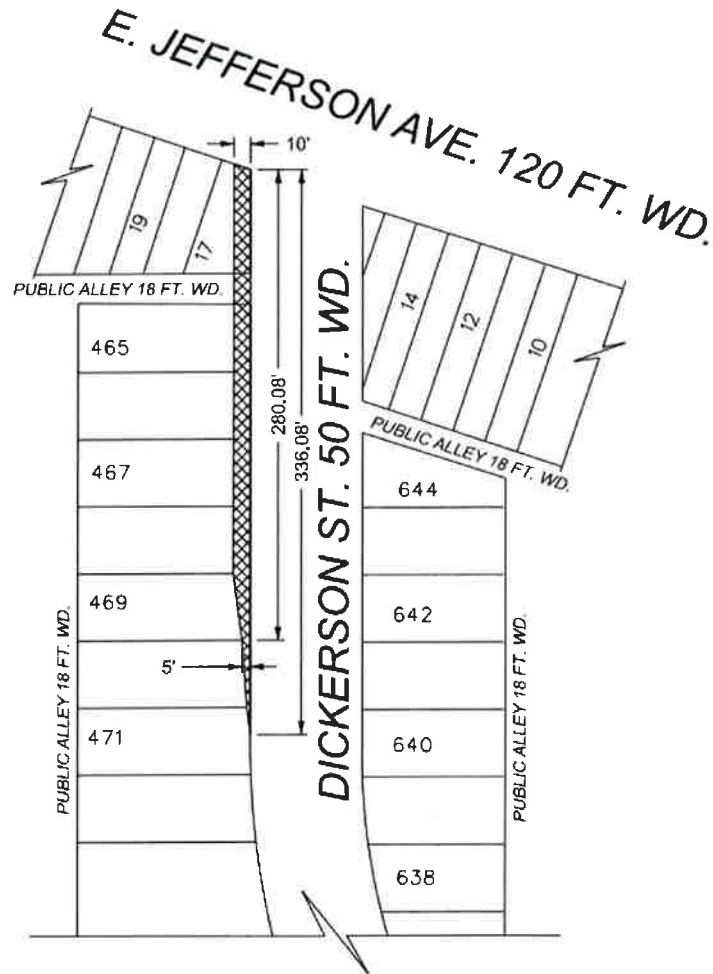 E. JEFFERSON AVE. 120 FT. WD.
10'
19
17
14
12
10
PUBLIC ALLEY 18 FT. WD.
PUBLIC ALLEY 18 FT. WD.
465
467
469
471
280.08'
336.08'
5'
DICKERSON ST. 50 FT. WD.
644
642
640
638
PUBLIC ALLEY 18 FT. WD.
PUBLIC ALLEY 18 FT. WD.